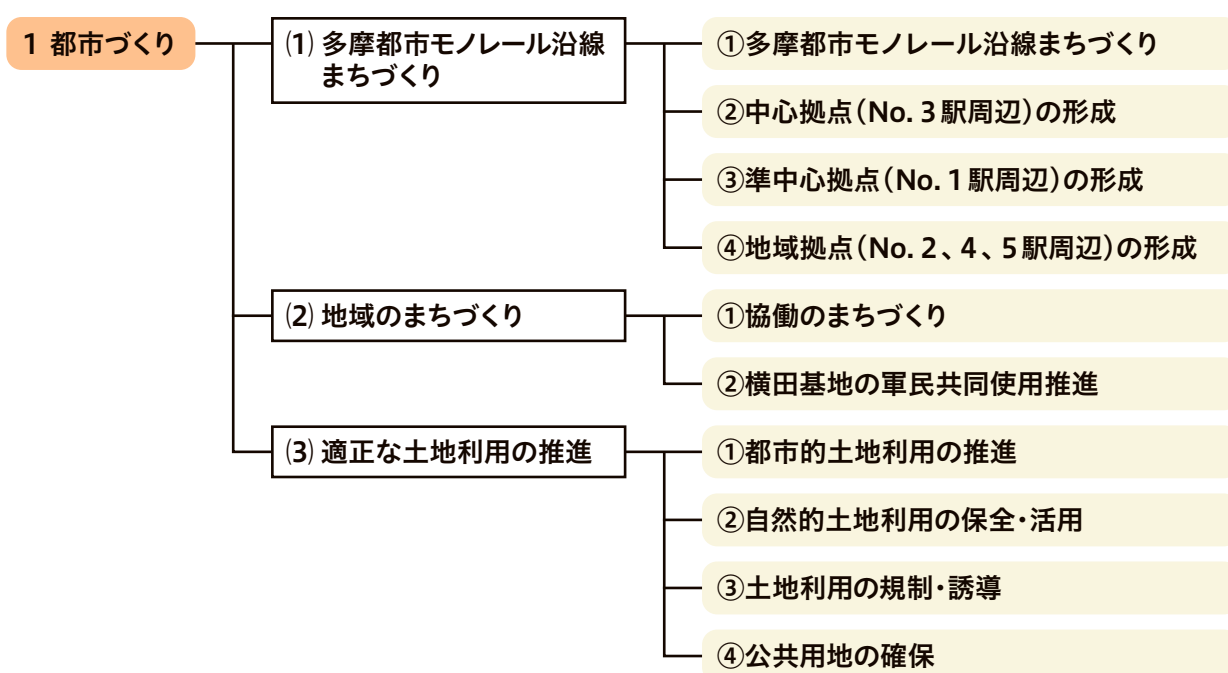 1 都市づくり
⑴ 多摩都市モノレール沿線
まちづくり
①多摩都市モノレール沿線まちづくり
②中心拠点(No. 3駅周辺)の形成
③準中心拠点(No. 1駅周辺)の形成
④地域拠点(No. 2、4、5駅周辺)の形成
⑵ 地域のまちづくり
①協働のまちづくり
②横田基地の軍民共同使用推進
⑶ 適正な土地利用の推進
①都市的土地利用の推進
②自然的土地利用の保全・活用
③土地利用の規制・誘導
④公共用地の確保